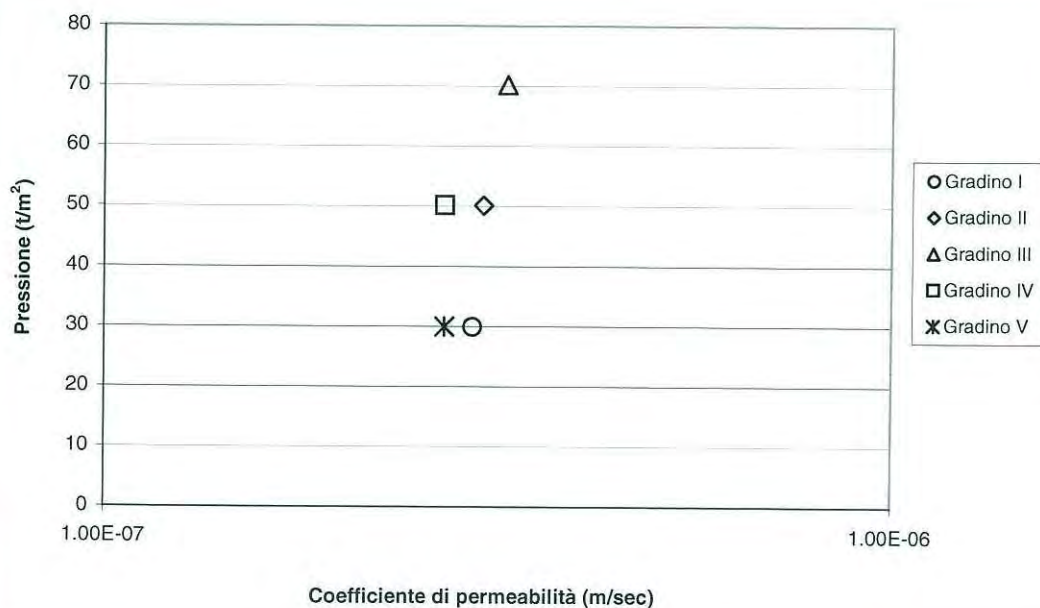 80
70
60
50
40
30
20
10
0
Pressione (t/m²)
1.00E-07
1.00E-06
Coefficiente di permeabilità (m/sec)
Gradino I
Gradino II
Gradino III
Gradino IV
Gradino V